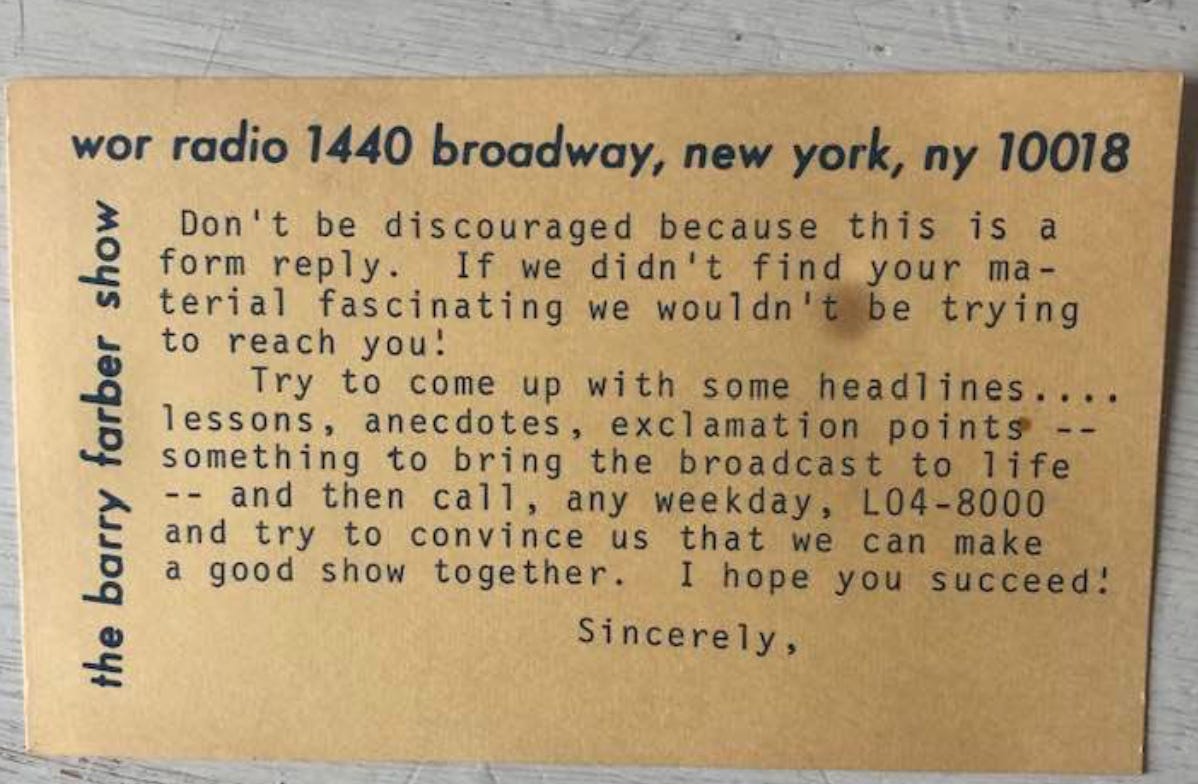 wor radio 1440 broadway, new york, ny 10018
the barry farber show
Don't be discouraged because this is a
form reply.  If we didn't find your ma-
terial fascinating we wouldn't be trying
to reach you!
Try to come up with some headlines....
lessons, anecdotes, exclamation points --
something to bring the broadcast to life
-- and then call, any weekday, LO4-8000
and try to convince us that we can make
a good show together.  I hope you succeed!
Sincerely,